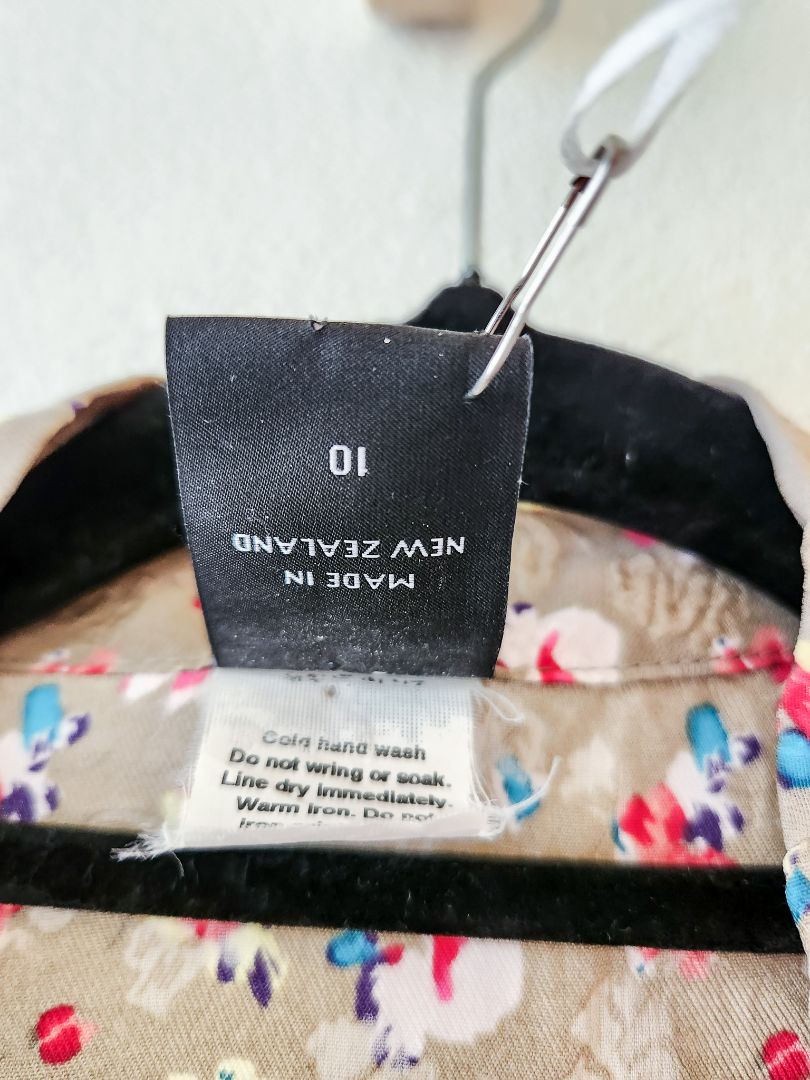 MADE IN
NEW ZEALAND
10
Cold hand wash
Do not wring or soak.
Line dry immediately.
Warm Iron. Do not